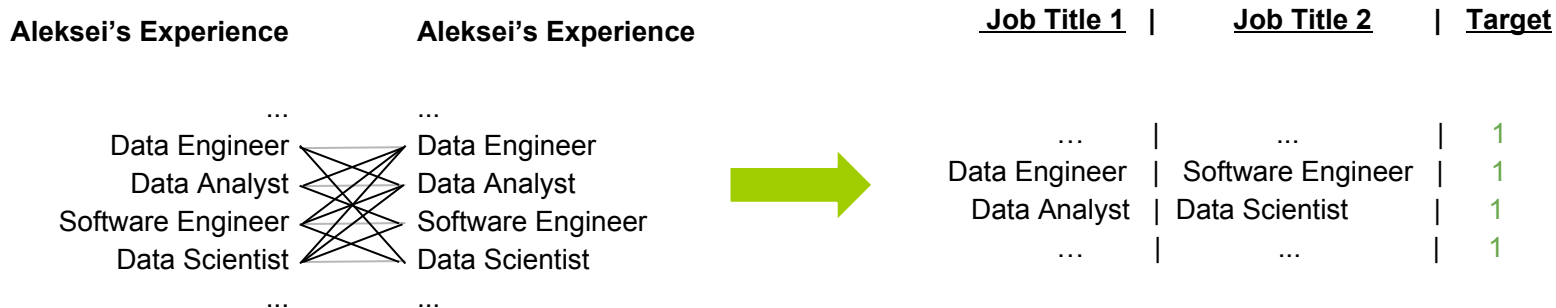 Aleksei’s Experience Aleksei’s Experience Job Title 1 | Job Title 2 | Target
... ...
Data Engineer Data Engineer
Data Analyst Data Analyst
Software Engineer Software Engineer
Data Scientist Data Scientist
... ...
… | ... | 1
Data Engineer | Software Engineer | 1
Data Analyst | Data Scientist | 1
… | ... | 1